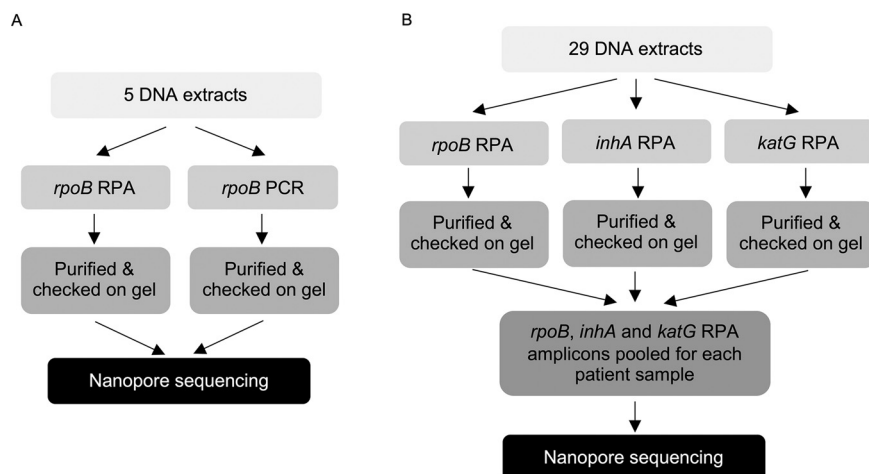 A
5 DNA extracts
rpoB RPA
rpoB PCR
Purified &
checked on gel
Purified &
checked on gel
Nanopore sequencing
B
29 DNA extracts
rpoB RPA
inhA RPA
katG RPA
Purified &
checked on gel
Purified &
checked on gel
Purified &
checked on gel
rpoB, inhA and katG RPA
amplicons pooled for each
patient sample
Nanopore sequencing